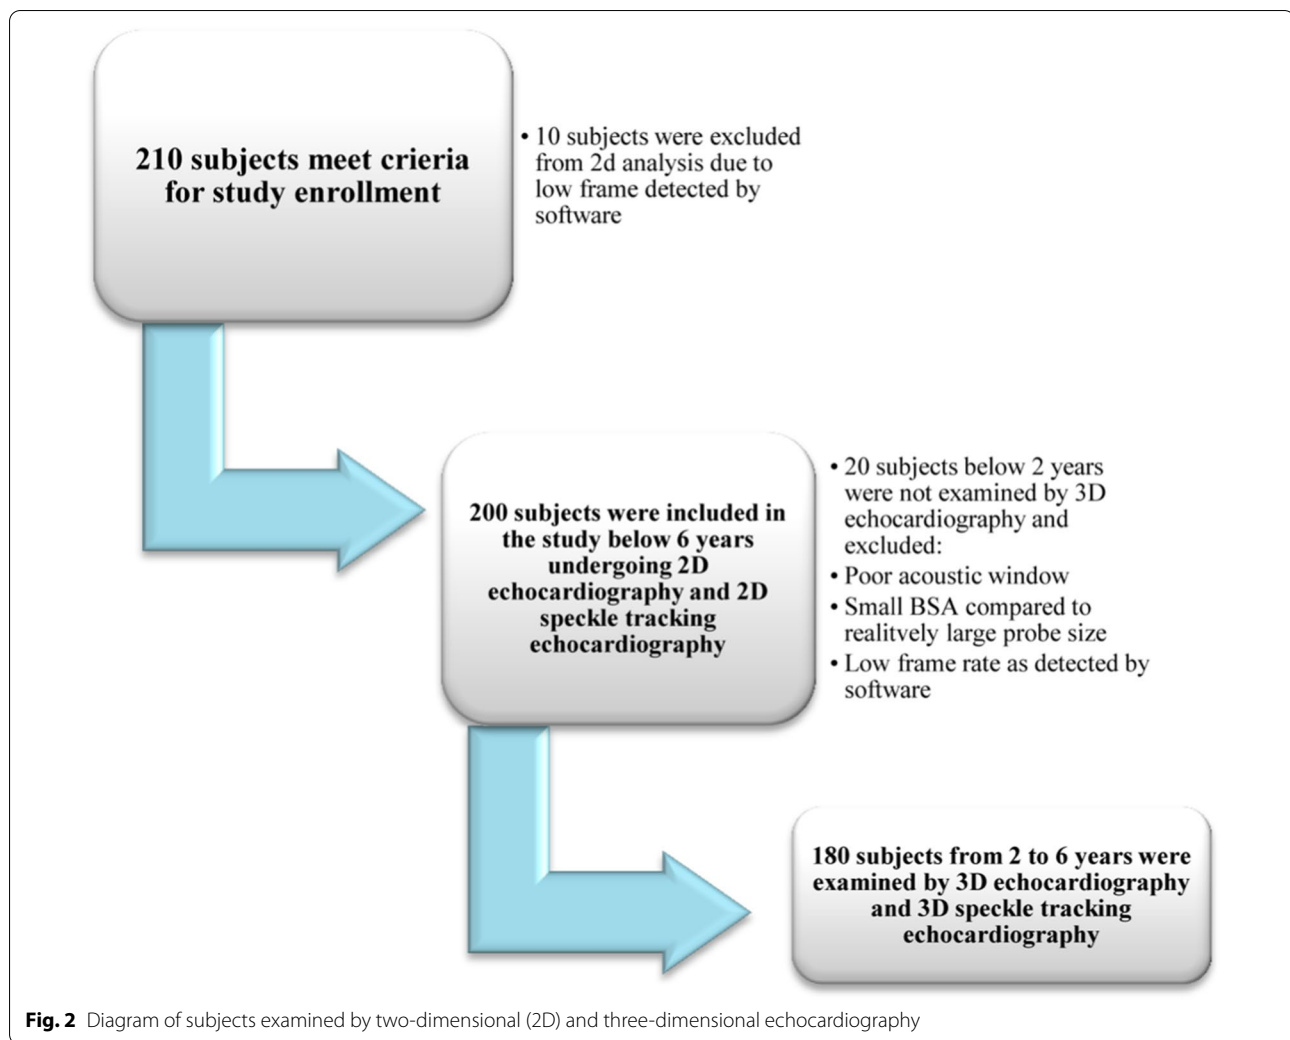 210 subjects meet crieria
for study enrollment
• 10 subjects were excluded
from 2d analysis due to
low frame detected by
software
200 subjects were included in
the study below 6 years
undergoing 2D
echocardiography and 2D
speckle tracking
echocardiography
• 20 subjects below 2 years
were not examined by 3D
echocardiography and
excluded:
• Poor acoustic window
• Small BSA compared to
realitvely large probe size
• Low frame rate as detected by
software
180 subjects from 2 to 6 years were
examined by 3D echocardiography
and 3D speckle tracking
echocardiography
Fig. 2 Diagram of subjects examined by two-dimensional (2D) and three-dimensional echocardiography